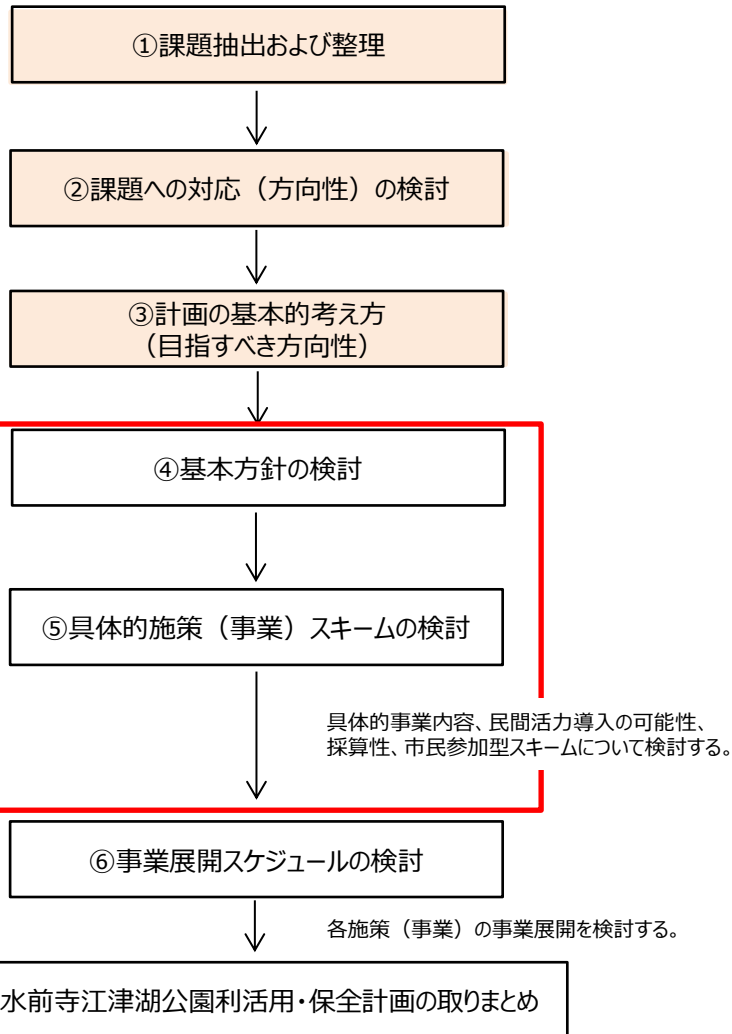 ①課題抽出および整理
②課題への対応（方向性）の検討
③計画の基本的考え方
（目指すべき方向性）
④基本方針の検討
⑤具体的施策（事業）スキームの検討
具体的事業内容、民間活力導入の可能性、
採算性、市民参加型スキームについて検討する。
⑥事業展開スケジュールの検討
各施策（事業）の事業展開を検討する。
水前寺江津湖公園利活用・保全計画の取りまとめ